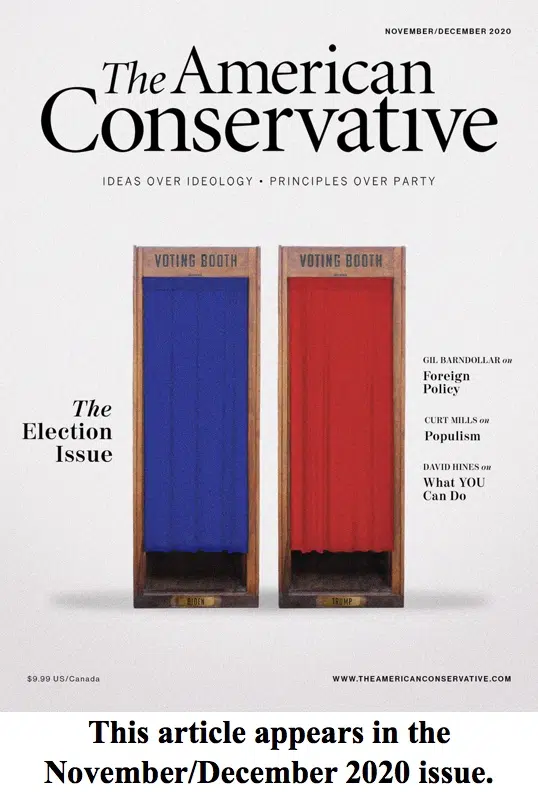 NOVEMBER/DECEMBER 2020
The American
Conservative
IDEAS OVER IDEOLOGY • PRINCIPLES OVER PARTY
VOTING BOOTH
VOTING BOOTH
The
Election
Issue
GIL BARNDOLLAR on
Foreign
Policy
CURT MILLS on
Populism
DAVID HINES on
What YOU
Can Do
BIDEN
TRUMP
$9.99 US/Canada
WWW.THEAMERICANCONSERVATIVE.COM
This article appears in the
November/December 2020 issue.